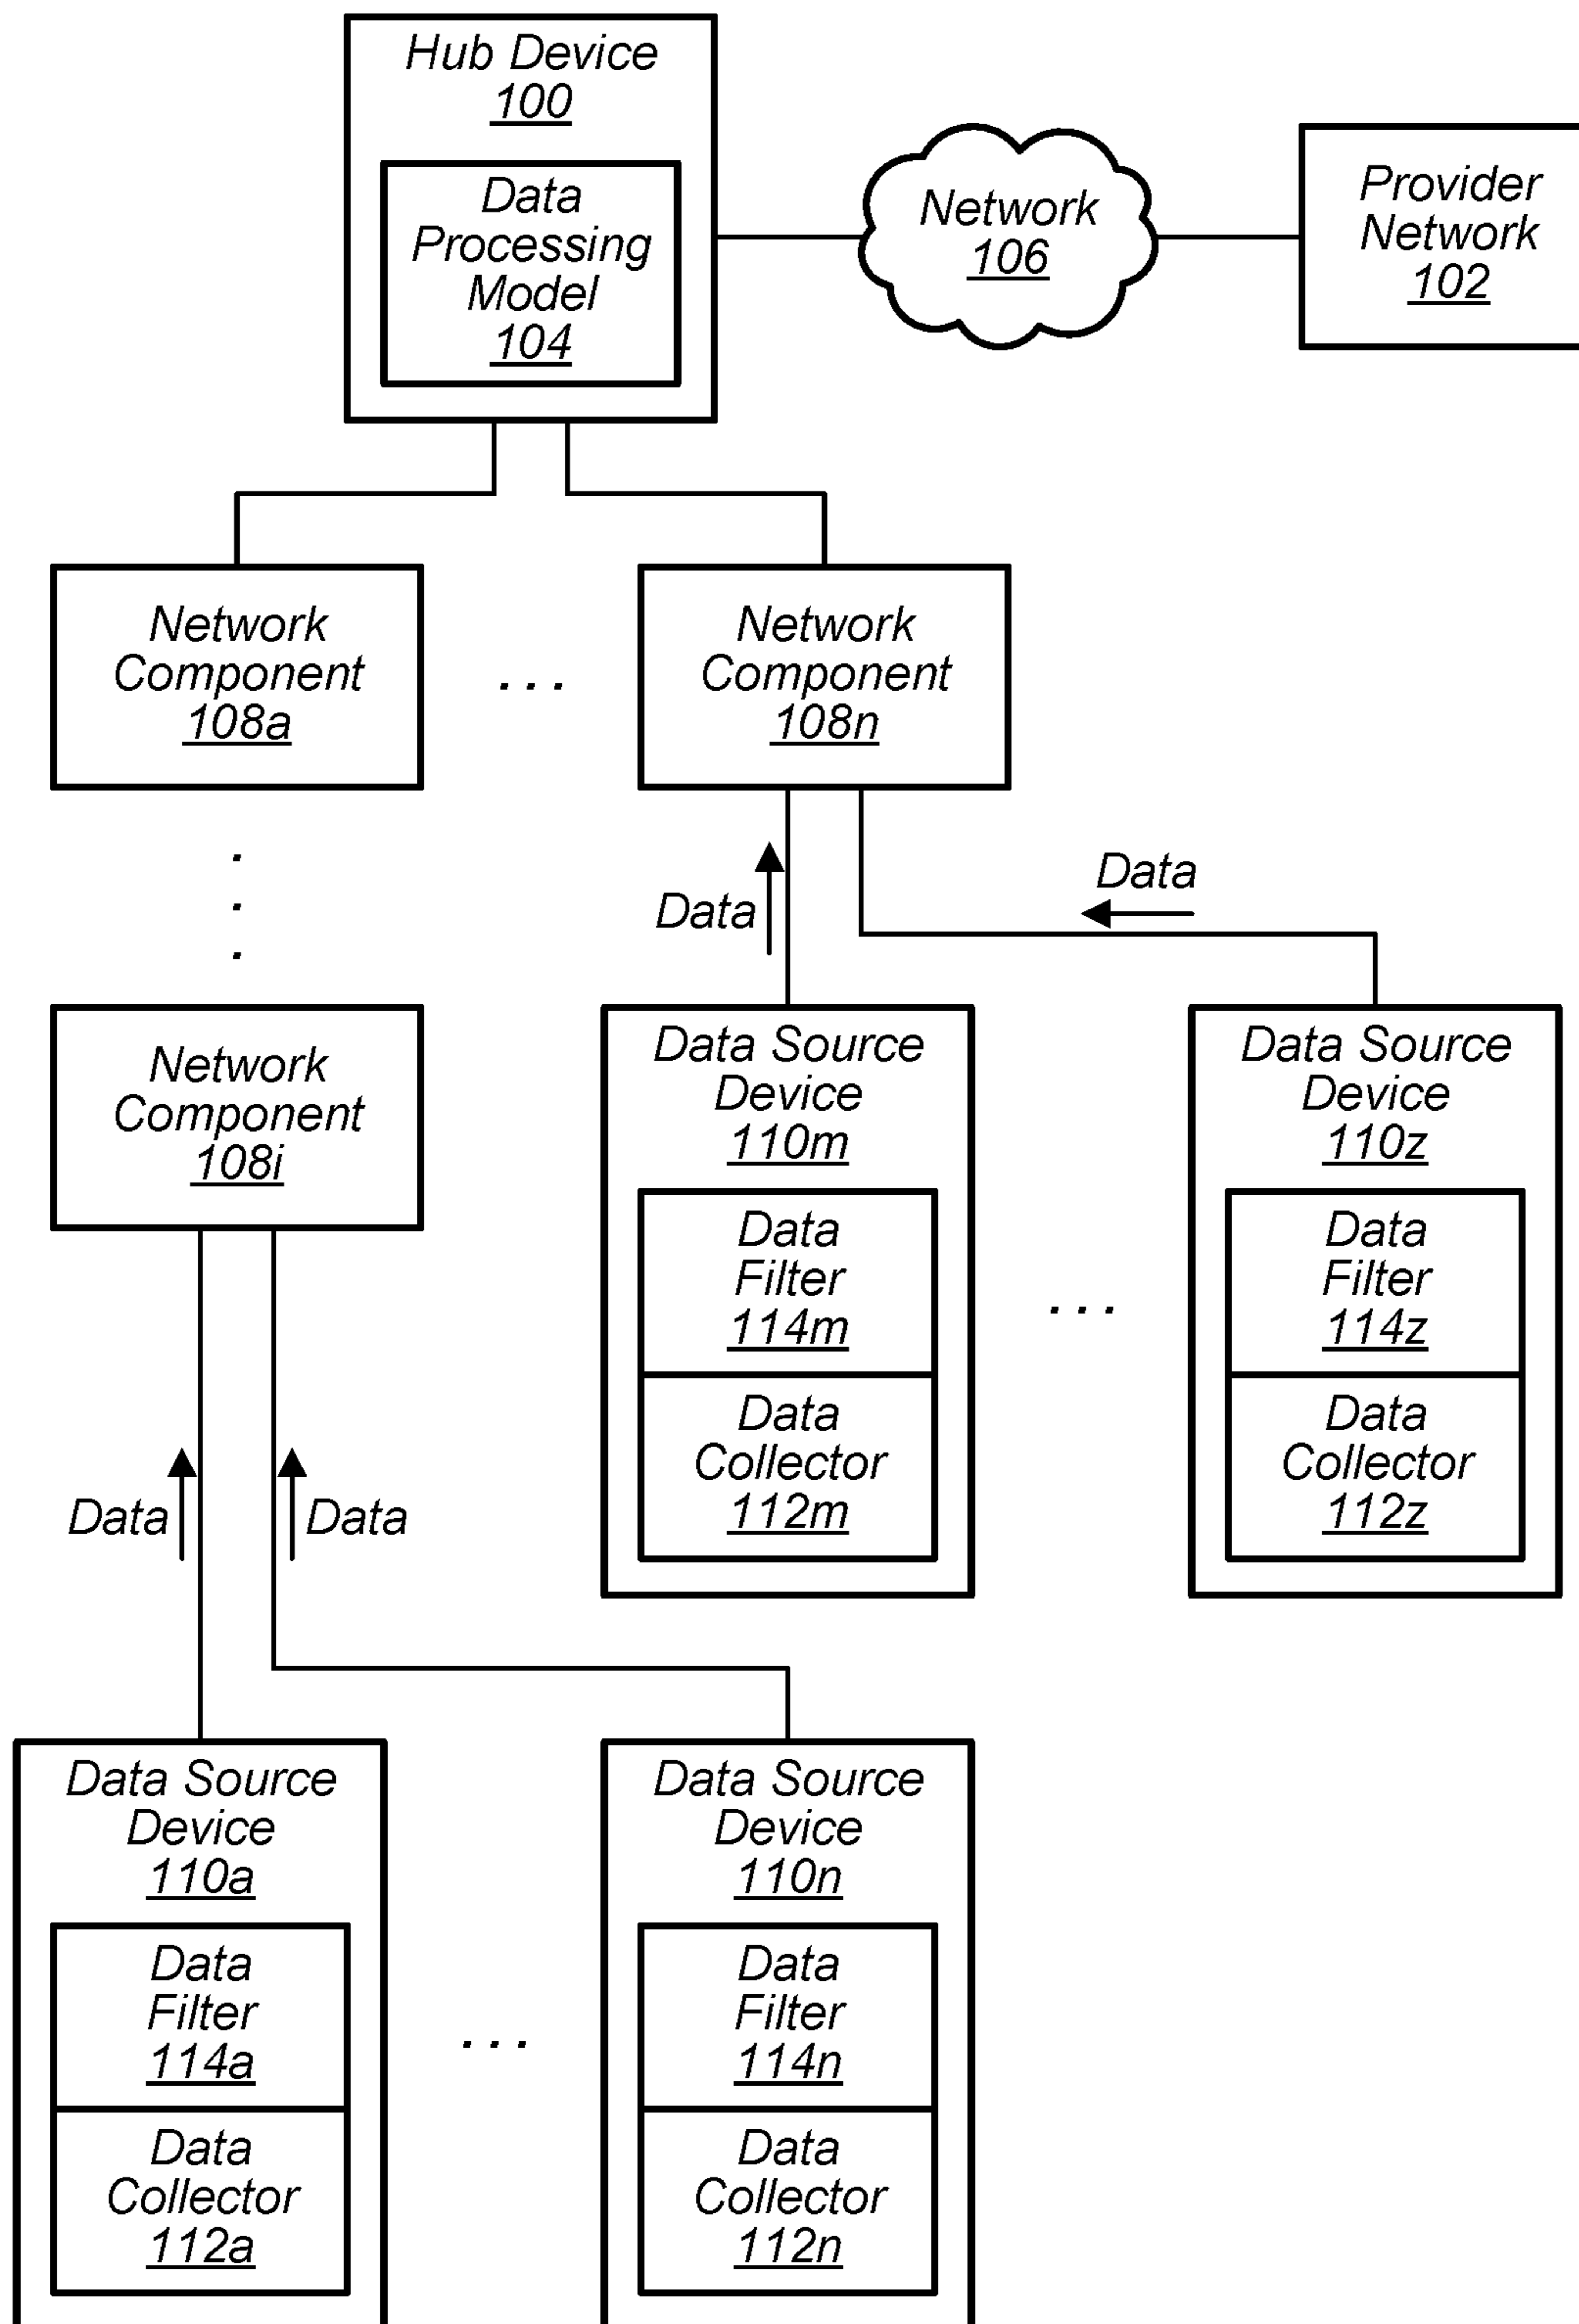 Hub Device
100
Data
Processing
Model
104
Network
106
Provider
Network
102
Network
Component
108a
...
Network
Component
108n
.
.
.
Data
Data
Network
Component
108i
Data Source
Device
110m
Data
Filter
114m
Data
Collector
112m
...
Data Source
Device
110z
Data
Filter
114z
Data
Collector
112z
Data
Data
Data Source
Device
110a
Data
Filter
114a
Data
Collector
112a
...
Data Source
Device
110n
Data
Filter
114n
Data
Collector
112n